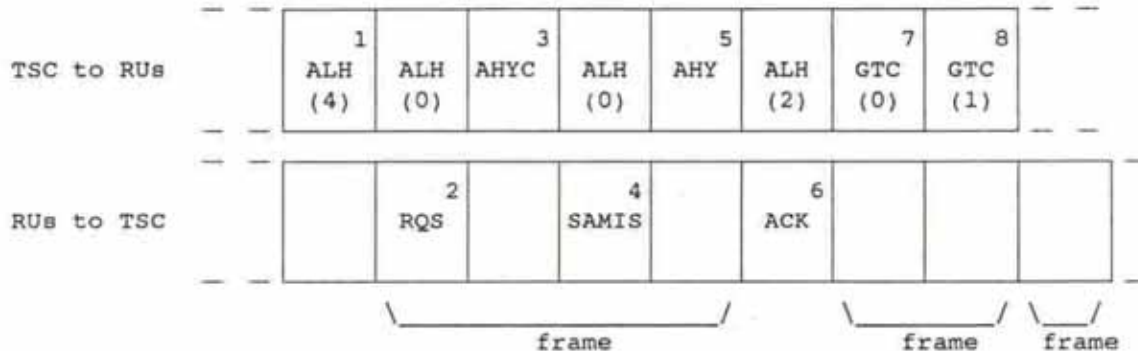 1 3 5 7 8
TSC to RUs ALH ALH AHYC ALH AHY ALH GTC GTC
(4) (0) (0) (2) (0) (1)
2 4 6
RUs to TSC RQS SAMIS ACK
frame frame frame